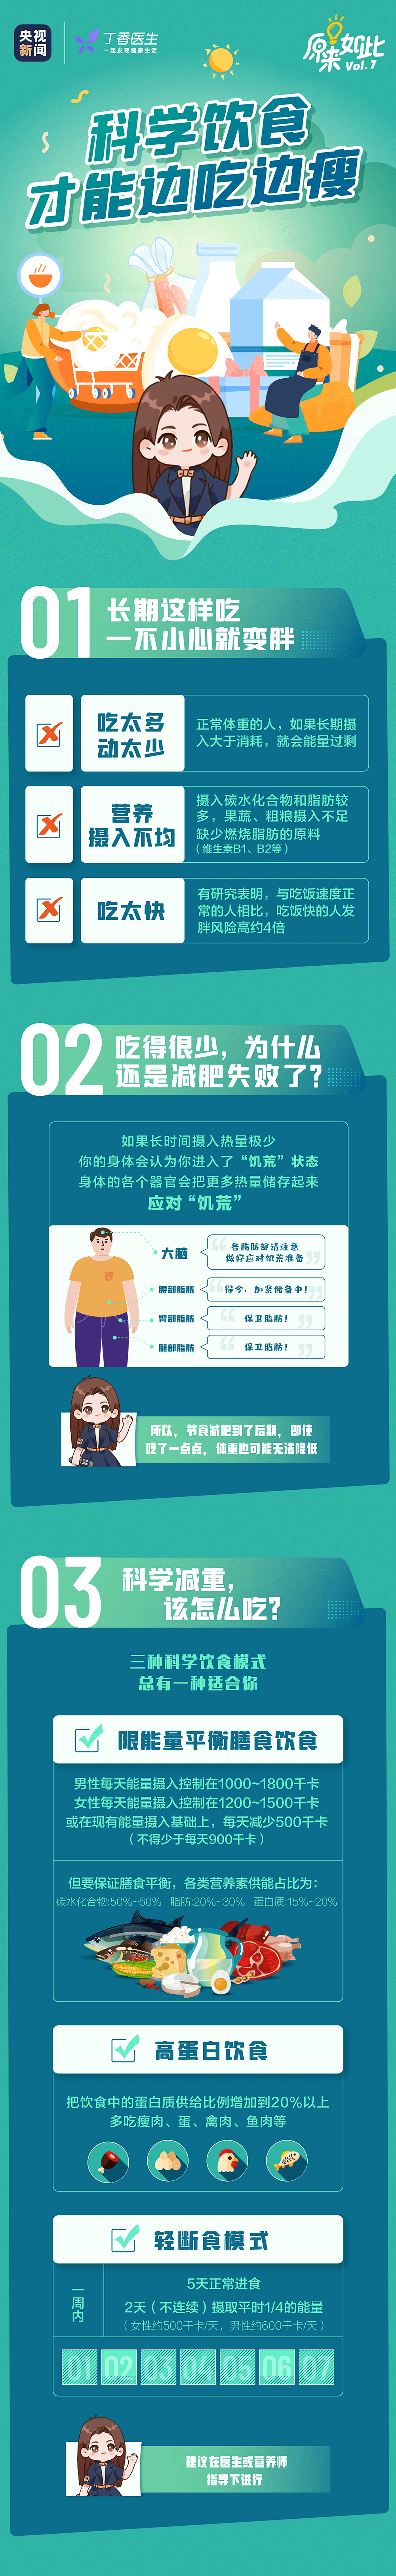 央视
新闻
丁香医生
一起发现健康生活
原来如此
Vol.7
科学饮食
才能边吃边瘦
01
长期这样吃
一不小心就变胖
吃太多
动太少
正常体重的人，如果长期摄
入大于消耗，就会能量过剩
营养
摄入不均
摄入碳水化合物和脂肪较
多，果蔬、粗粮摄入不足
缺少燃烧脂肪的原料
（维生素B1、B2等）
吃太快
有研究表明，与吃饭速度正
常的人相比，吃饭快的人发
胖风险高约4倍
02
吃得很少，为什么
还是减肥失败了？
如果长时间摄入热量极少
你的身体会认为你进入了“饥荒”状态
身体的各个器官会把更多热量储存起来
应对“饥荒”
大脑
各脂肪部请注意
做好应对饥荒准备
腰部脂肪
得令，加紧储备中！
臀部脂肪
保卫脂肪！
腿部脂肪
保卫脂肪！
所以，节食减肥到了后期，即使
吃了一点点，体重也可能无法降低
03
科学减重，
该怎么吃？
三种科学饮食模式
总有一种适合你
限能量平衡膳食饮食
男性每天能量摄入控制在1000~1800千卡
女性每天能量摄入控制在1200~1500千卡
或在现有能量摄入基础上，每天减少500千卡
（不得少于每天900千卡）
但要保证膳食平衡，各类营养素供能占比为：
碳水化合物:50%~60% 脂肪:20%~30% 蛋白质:15%~20%
高蛋白饮食
把饮食中的蛋白质供给比例增加到20%以上
多吃瘦肉、蛋、禽肉、鱼肉等
轻断食模式
一周内
5天正常进食
2天（不连续）摄取平时1/4的能量
（女性约500千卡/天，男性约600千卡/天）
01 02 03 04 05 06 07
建议在医生或营养师
指导下进行